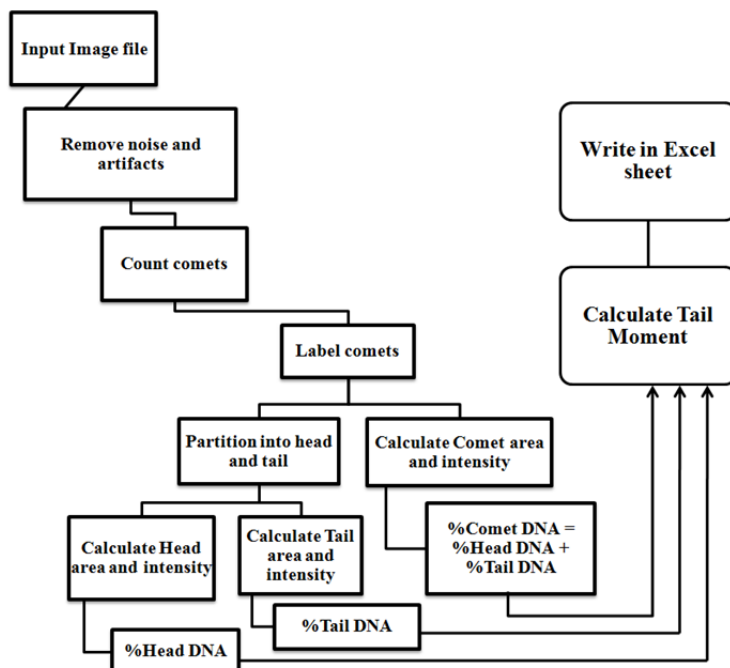 Input Image file
Remove noise and
artifacts
Write in Excel
sheet
Count comets
Calculate Tail
Moment
Label comets
Partition into head
and tail
Calculate Comet area
and intensity
Calculate Head
area and intensity
Calculate Tail
area and
intensity
%Comet DNA =
%Head DNA +
%Tail DNA
%Tail DNA
%Head DNA